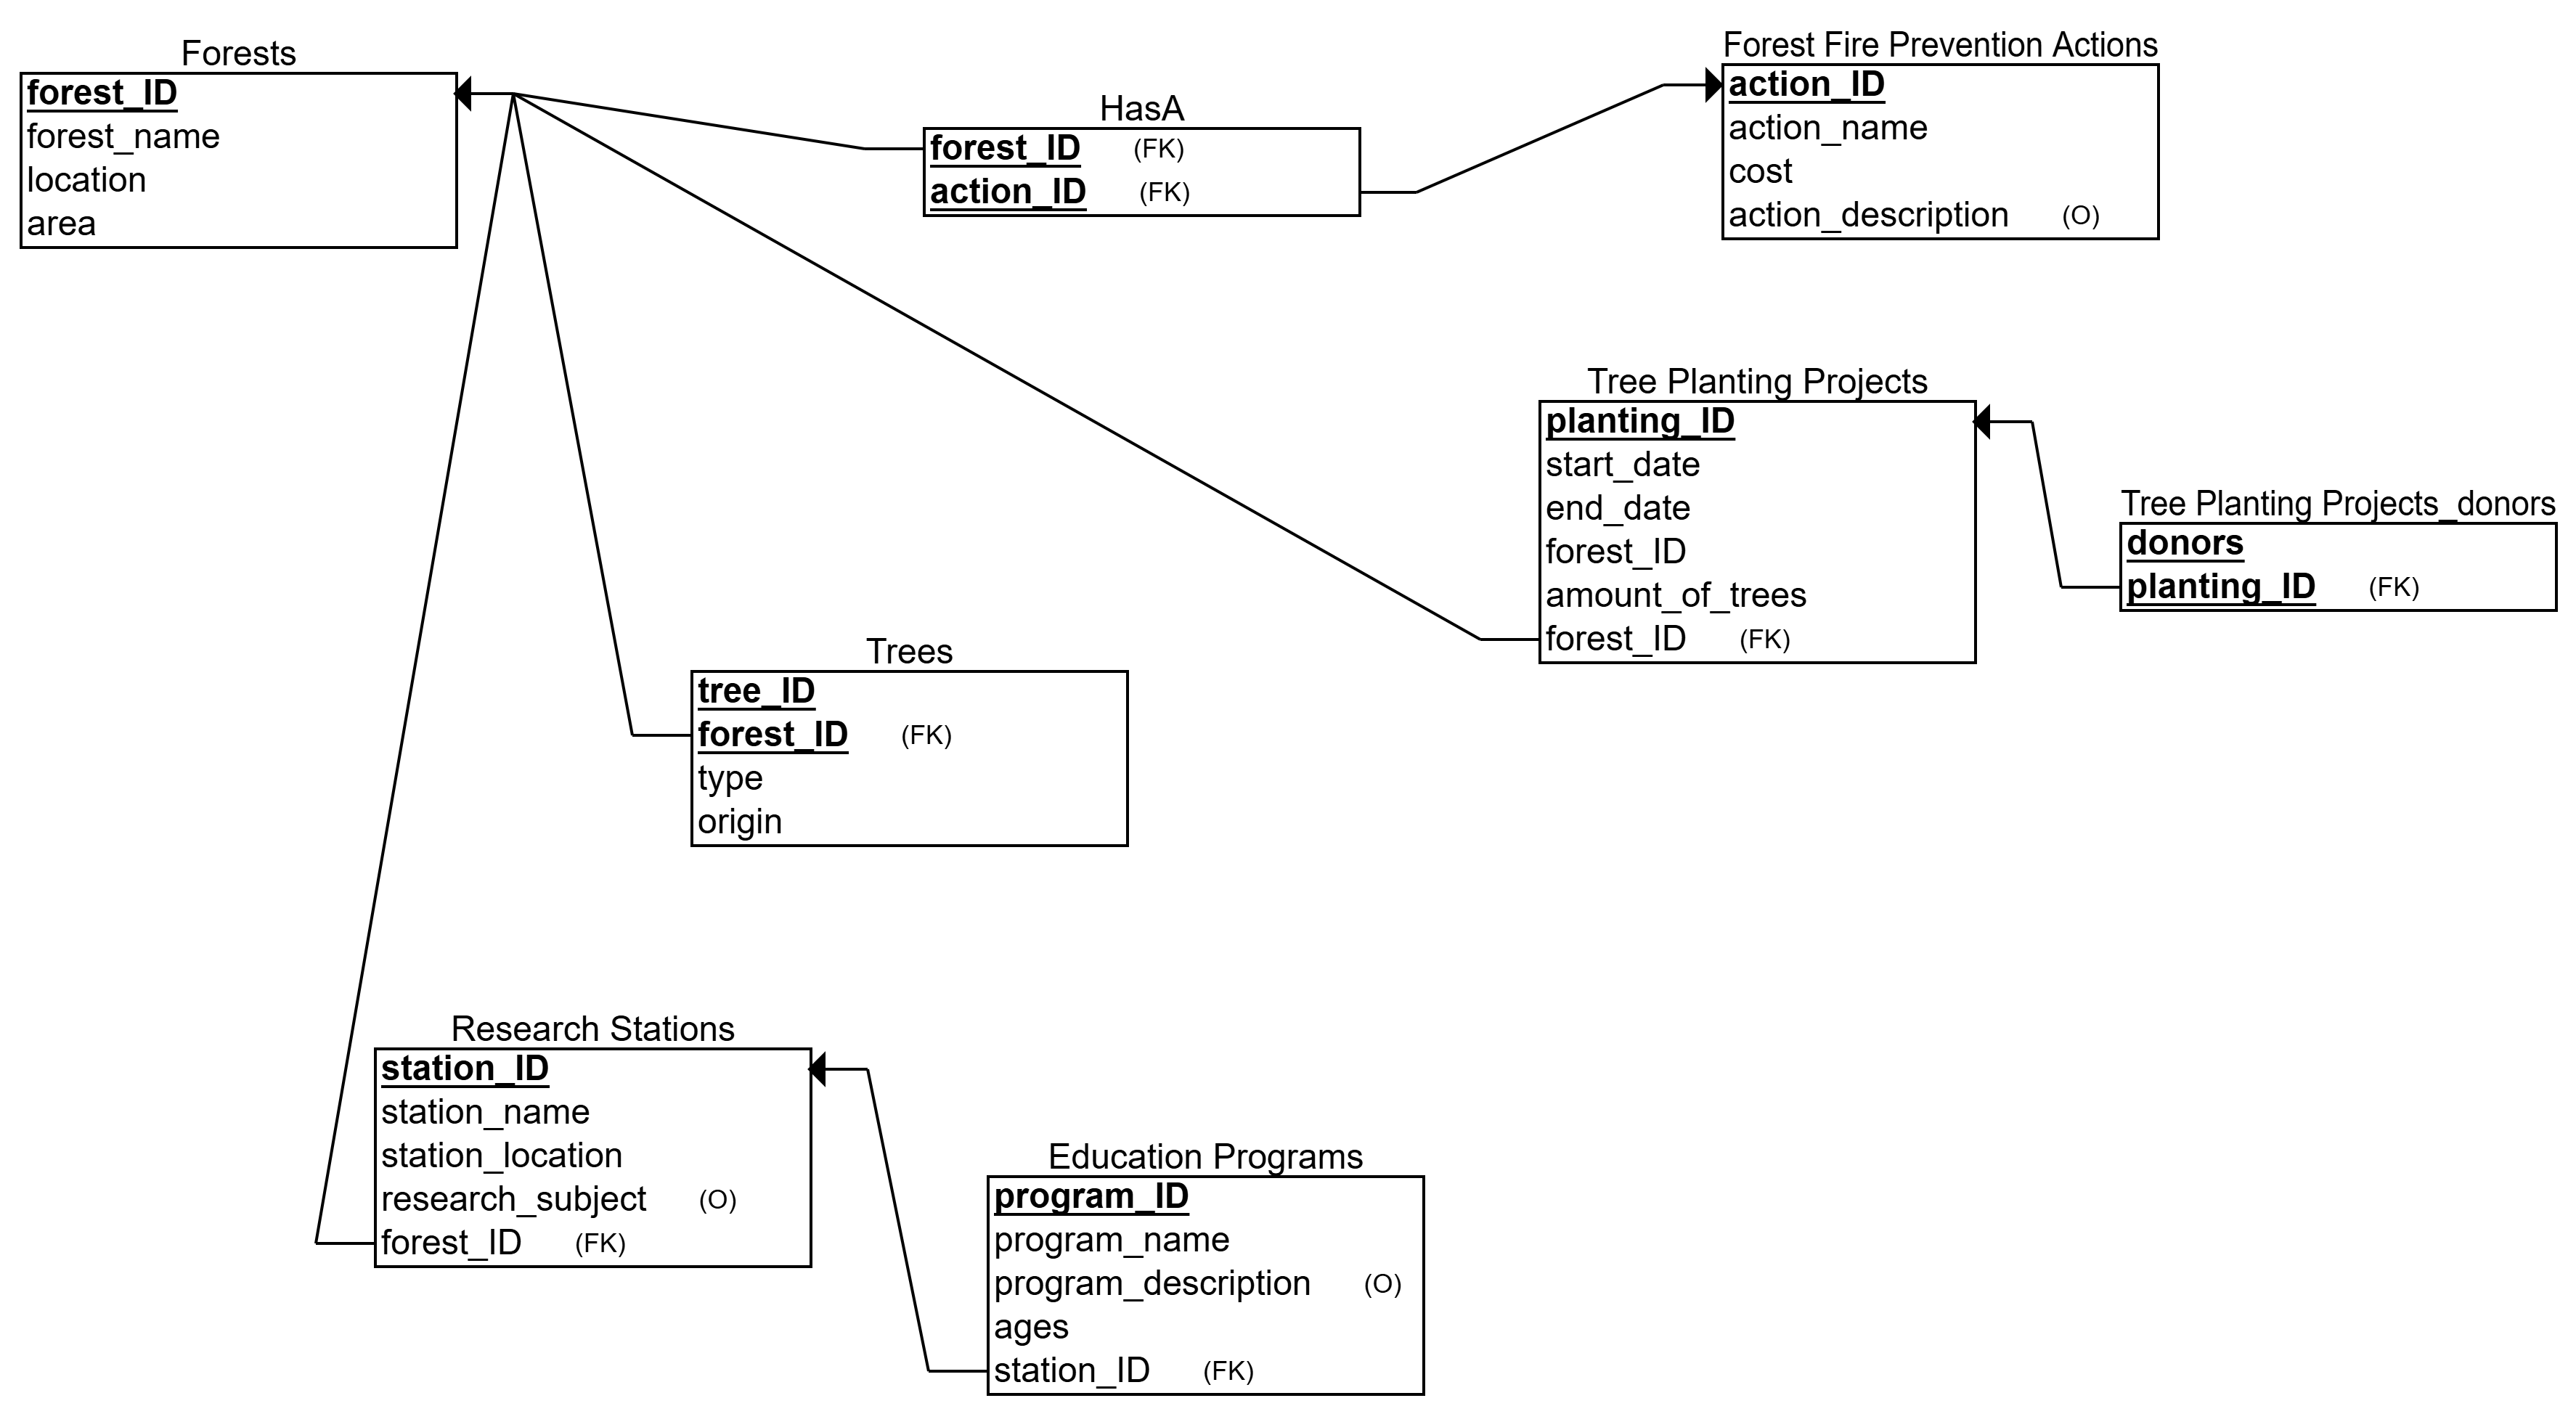 Forests
forest_ID
forest_name
location
area
HasA
forest_ID (FK)
action_ID (FK)
Forest Fire Prevention Actions
action_ID
action_name
cost
action_description (O)
Tree Planting Projects
planting_ID
start_date
end_date
forest_ID
amount_of_trees
forest_ID (FK)
Tree Planting Projects_donors
donors
planting_ID (FK)
Trees
tree_ID
forest_ID (FK)
type
origin
Research Stations
station_ID
station_name
station_location
research_subject (O)
forest_ID (FK)
Education Programs
program_ID
program_name
program_description (O)
ages
station_ID (FK)